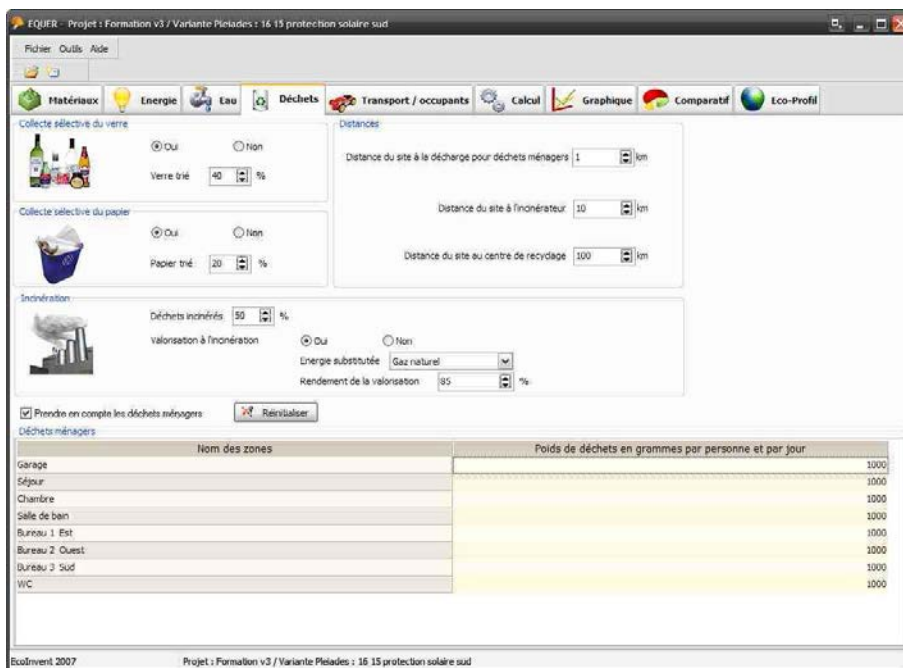 EQUER - Projet : Formation v3 / Variante Pleiades : 16 15 protection solaire sud
Fichier Outils Aide
Matériaux Energie Eau Déchets Transport / occupants Calcul Graphique Comparatif Eco-Profil
Collecte sélective du verre
Oui Non
Verre trié 40 %
Collecte sélective du papier
Oui Non
Papier trié 20 %
Distances
Distance du site à la décharge pour déchets ménagers 1 km
Distance du site à l'incinérateur 10 km
Distance du site au centre de recyclage 100 km
Incinération
Déchets incinérés 50 %
Valorisation à l'incinération Oui Non
Energie substituée Gaz naturel
Rendement de la valorisation 85 %
Prendre en compte les déchets ménagers Réinitialiser
Déchets ménagers
Nom des zones Poids de déchets en grammes par personne et par jour
Garage 1000
Séjour 1000
Chambre 1000
Salle de bain 1000
Bureau 1 Est 1000
Bureau 2 Ouest 1000
Bureau 3 Sud 1000
WC 1000
EcoInvent 2007 Projet : Formation v3 / Variante Pleiades : 16 15 protection solaire sud